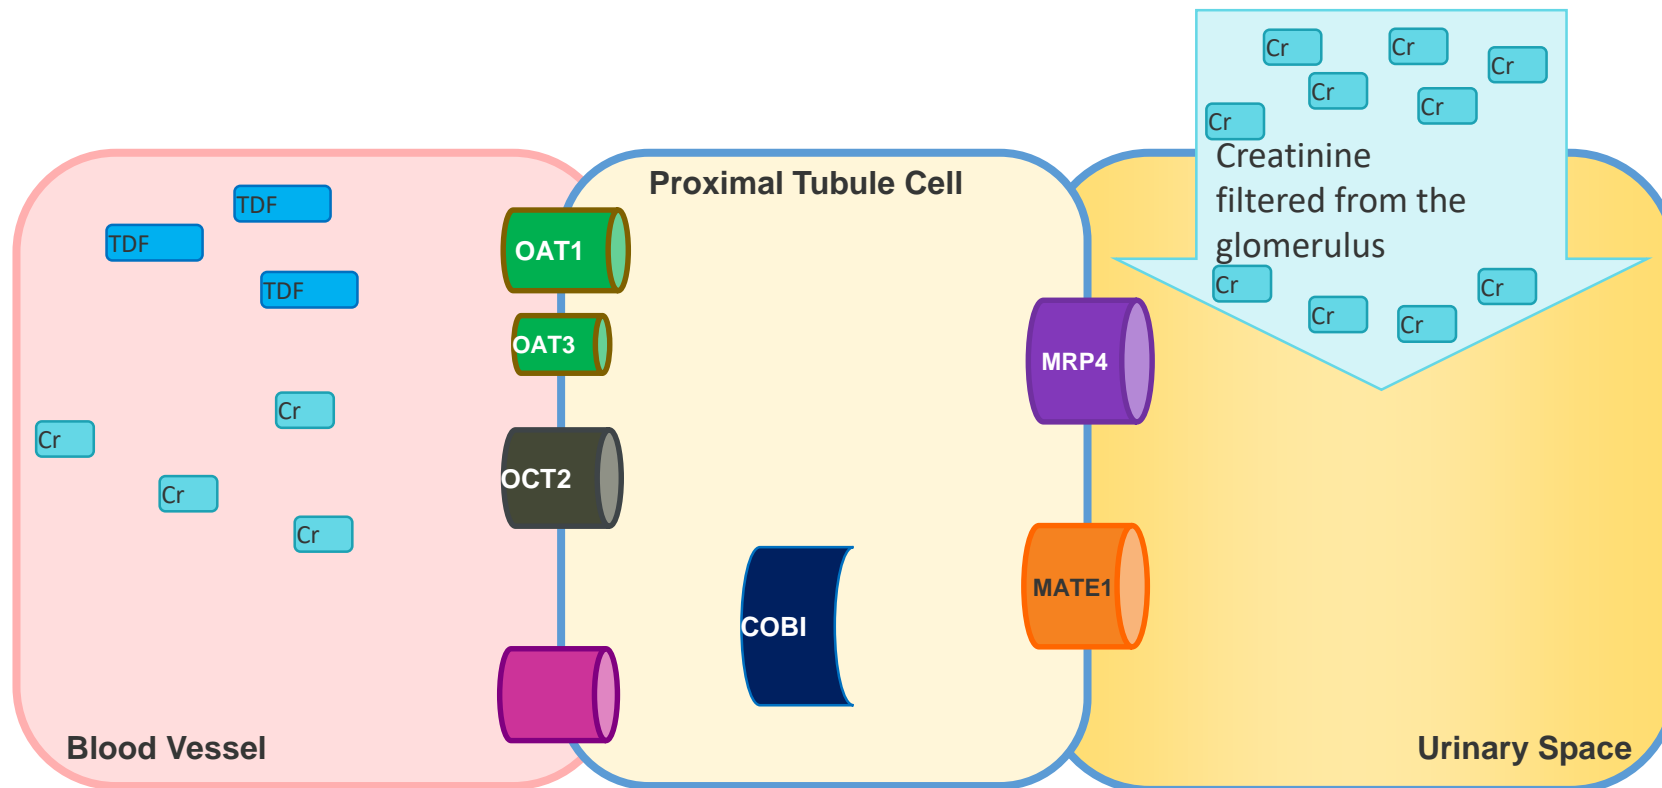 Cr
Cr
Cr
Cr
Cr
Cr
Creatinine
filtered from the
glomerulus
Cr
Cr
Cr
Cr
Proximal Tubule Cell
TDF
TDF
TDF
OAT1
OAT3
MRP4
Cr
Cr
Cr
Cr
OCT2
MATE1
COBI
Blood Vessel
Urinary Space